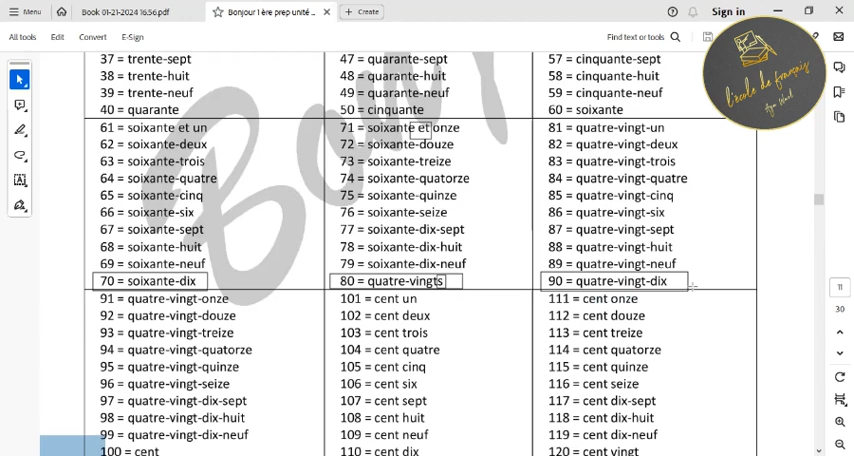 Menu
Book 01-21-2024 16.56.pdf
Bonjour 1 ère prep unité ...
+ Create
Sign in
All tools
Edit
Convert
E-Sign
Find text or tools
l'école de français
37 = trente-sept
38 = trente-huit
39 = trente-neuf
40 = quarante
47 = quarante-sept
48 = quarante-huit
49 = quarante-neuf
50 = cinquante
57 = cinquante-sept
58 = cinquante-huit
59 = cinquante-neuf
60 = soixante
61 = soixante et un
62 = soixante-deux
63 = soixante-trois
64 = soixante-quatre
65 = soixante-cinq
66 = soixante-six
67 = soixante-sept
68 = soixante-huit
69 = soixante-neuf
70 = soixante-dix
71 = soixante et onze
72 = soixante-douze
73 = soixante-treize
74 = soixante-quatorze
75 = soixante-quinze
76 = soixante-seize
77 = soixante-dix-sept
78 = soixante-dix-huit
79 = soixante-dix-neuf
80 = quatre-vingts
81 = quatre-vingt-un
82 = quatre-vingt-deux
83 = quatre-vingt-trois
84 = quatre-vingt-quatre
85 = quatre-vingt-cinq
86 = quatre-vingt-six
87 = quatre-vingt-sept
88 = quatre-vingt-huit
89 = quatre-vingt-neuf
90 = quatre-vingt-dix
91 = quatre-vingt-onze
92 = quatre-vingt-douze
93 = quatre-vingt-treize
94 = quatre-vingt-quatorze
95 = quatre-vingt-quinze
96 = quatre-vingt-seize
97 = quatre-vingt-dix-sept
98 = quatre-vingt-dix-huit
99 = quatre-vingt-dix-neuf
100 = cent
101 = cent un
102 = cent deux
103 = cent trois
104 = cent quatre
105 = cent cinq
106 = cent six
107 = cent sept
108 = cent huit
109 = cent neuf
110 = cent dix
111 = cent onze
112 = cent douze
113 = cent treize
114 = cent quatorze
115 = cent quinze
116 = cent seize
117 = cent dix-sept
118 = cent dix-huit
119 = cent dix-neuf
120 = cent vingt
11
30